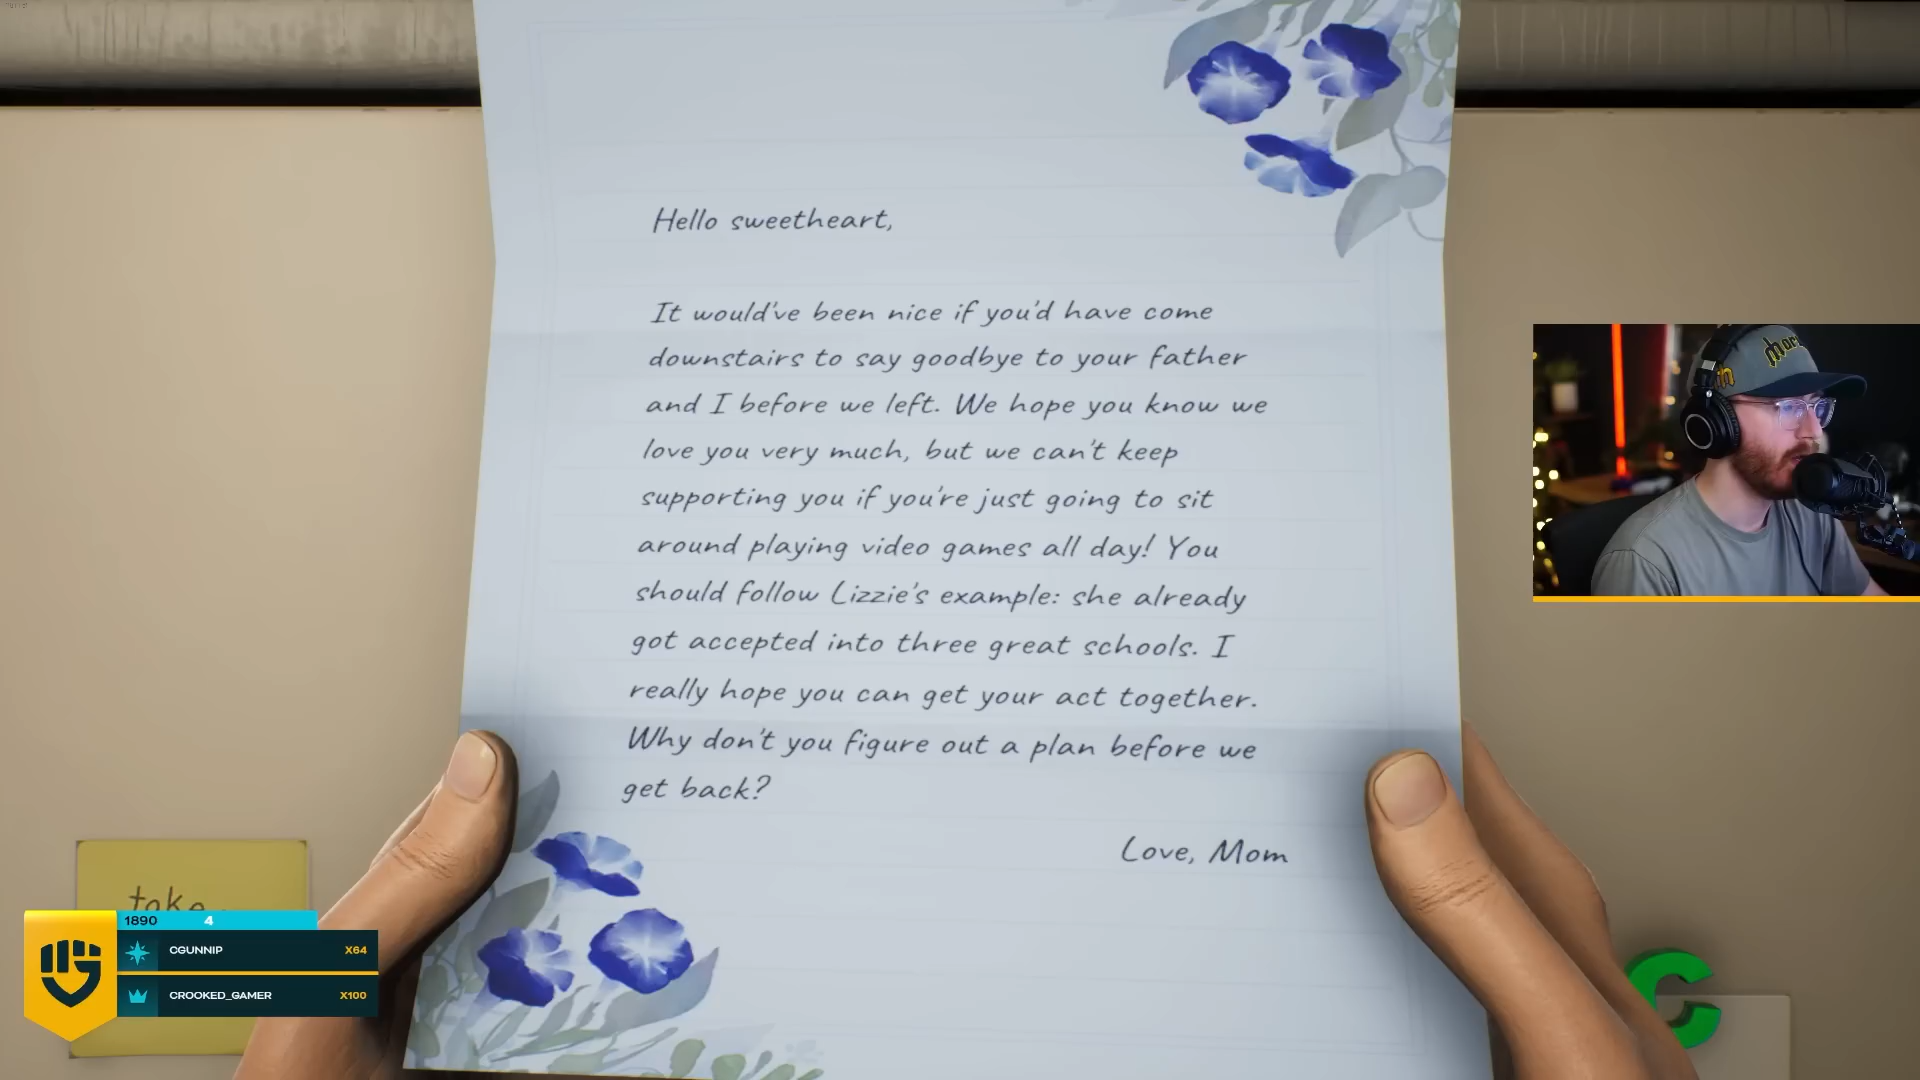 Hello sweetheart,
It would've been nice if you'd have come
downstairs to say goodbye to your father
and I before we left. We hope you know we
love you very much, but we can't keep
supporting you if you're just going to sit
around playing video games all day! You
should follow Lizzie's example: she already
got accepted into three great schools. I
really hope you can get your act together.
Why don't you figure out a plan before we
get back?
Love, Mom
take
1890 4
CGUNNIP X64
CROOKED_GAMER X100
C